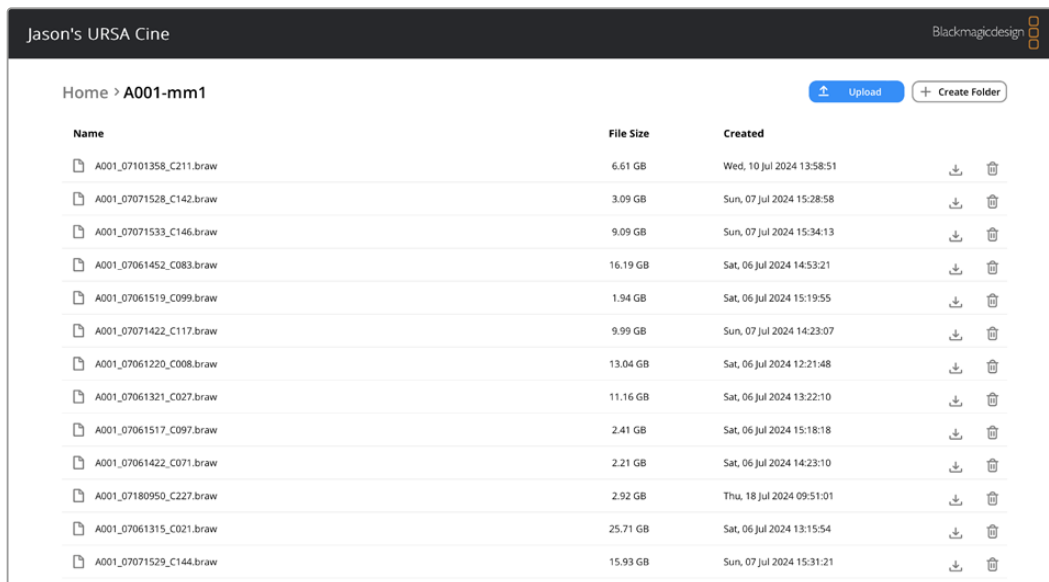 Jason's URSA Cine
Blackmagicdesign
Home > A001-mm1
Upload
Create Folder
Name File Size Created
A001_07101358_C211.braw 6.61 GB Wed, 10 Jul 2024 13:58:51
A001_07071528_C142.braw 3.09 GB Sun, 07 Jul 2024 15:28:58
A001_07071533_C146.braw 9.09 GB Sun, 07 Jul 2024 15:34:13
A001_07061452_C083.braw 16.19 GB Sat, 06 Jul 2024 14:53:21
A001_07061519_C099.braw 1.94 GB Sat, 06 Jul 2024 15:19:55
A001_07071422_C117.braw 9.99 GB Sun, 07 Jul 2024 14:23:07
A001_07061220_C008.braw 13.04 GB Sat, 06 Jul 2024 12:21:48
A001_07061321_C027.braw 11.16 GB Sat, 06 Jul 2024 13:22:10
A001_07061517_C097.braw 2.41 GB Sat, 06 Jul 2024 15:18:18
A001_07061422_C071.braw 2.21 GB Sat, 06 Jul 2024 14:23:10
A001_07180950_C227.braw 2.92 GB Thu, 18 Jul 2024 09:51:01
A001_07061315_C021.braw 25.71 GB Sat, 06 Jul 2024 13:15:54
A001_07071529_C144.braw 15.93 GB Sun, 07 Jul 2024 15:31:21